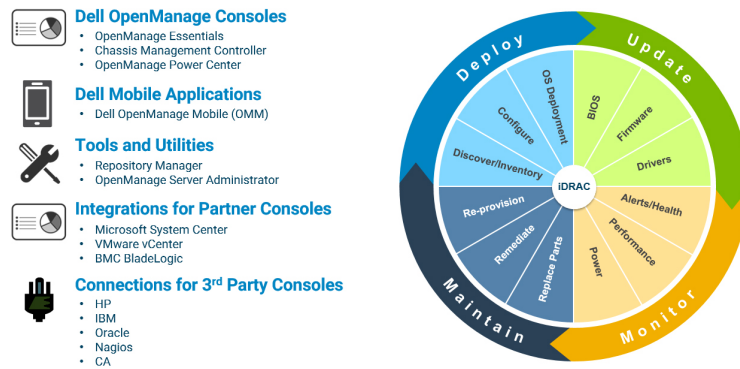 Dell OpenManage Consoles
• OpenManage Essentials
• Chassis Management Controller
• OpenManage Power Center
Dell Mobile Applications
• Dell OpenManage Mobile (OMM)
Tools and Utilities
• Repository Manager
• OpenManage Server Administrator
Integrations for Partner Consoles
• Microsoft System Center
• VMware vCenter
• BMC BladeLogic
Connections for 3rd Party Consoles
• HP
• IBM
• Oracle
• Nagios
• CA
Deploy
Update
Monitor
Maintain
OS Deployment
Configure
Discover/Inventory
BIOS
Firmware
Drivers
Alerts/Health
Performance
Power
Replace Parts
Remediate
Re-provision
iDRAC